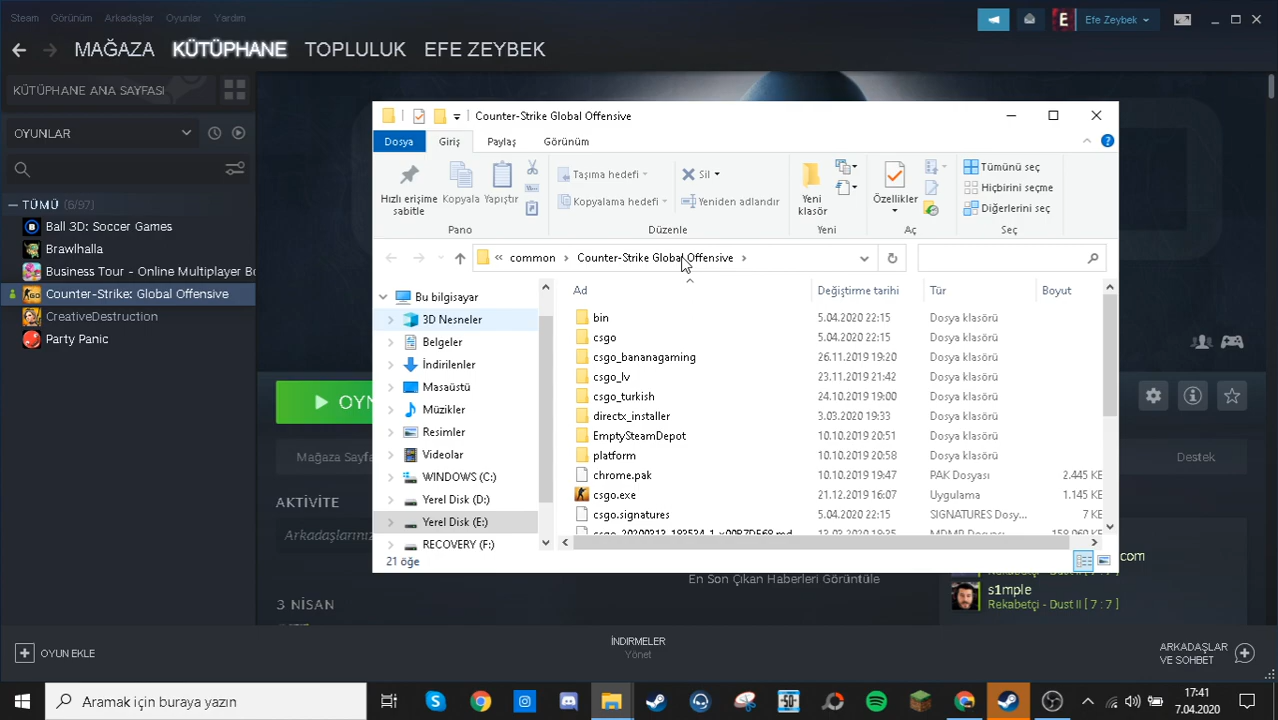 Steam Görünüm Arkadaşlar Oyunlar Yardım
E Efe Zeybek
MAĞAZA KÜTÜPHANE TOPLULUK EFE ZEYBEK
KÜTÜPHANE ANA SAYFASI
OYUNLAR
TÜMÜ (6/97)
Ball 3D: Soccer Games
Brawlhalla
Business Tour - Online Multiplayer Bo
Counter-Strike: Global Offensive
CreativeDestruction
Party Panic
Counter-Strike Global Offensive
Dosya Giriş Paylaş Görünüm
Hızlı erişime sabitle
Kopyala
Yapıştır
Pano
Taşıma hedefi
Kopyalama hedefi
Sil
Yeniden adlandır
Düzenle
Yeni klasör
Yeni
Özellikler
Aç
Tümünü seç
Hiçbirini seçme
Diğerlerini seç
Seç
« common › Counter-Strike Global Offensive ›
Bu bilgisayar
3D Nesneler
Belgeler
İndirilenler
Masaüstü
Müzikler
Resimler
Videolar
WINDOWS (C:)
Yerel Disk (D:)
Yerel Disk (E:)
RECOVERY (F:)
Ad Değiştirme tarihi Tür Boyut
bin 5.04.2020 22:15 Dosya klasörü
csgo 5.04.2020 22:15 Dosya klasörü
csgo_bananagaming 26.11.2019 19:20 Dosya klasörü
csgo_lv 23.11.2019 21:42 Dosya klasörü
csgo_turkish 24.10.2019 19:00 Dosya klasörü
directx_installer 3.03.2020 19:33 Dosya klasörü
EmptySteamDepot 10.10.2019 20:51 Dosya klasörü
platform 10.10.2019 20:58 Dosya klasörü
chrome.pak 10.10.2019 19:47 PAK Dosyası 2.445 KE
csgo.exe 21.12.2019 16:07 Uygulama 1.145 KE
csgo.signatures 5.04.2020 22:15 SIGNATURES Dosy... 7 KE
21 öğe
OYN
Mağaza Sayfa
Destek
AKTİVİTE
Arkadaşlarını
En Son Çıkan Haberleri Görüntüle
3 NİSAN
com
s1mple
Rekabetçi - Dust II [ 7 : 7 ]
OYUN EKLE
İNDİRMELER
Yönet
ARKADAŞLAR
VE SOHBET
Aramak için buraya yazın
17:41
7.04.2020